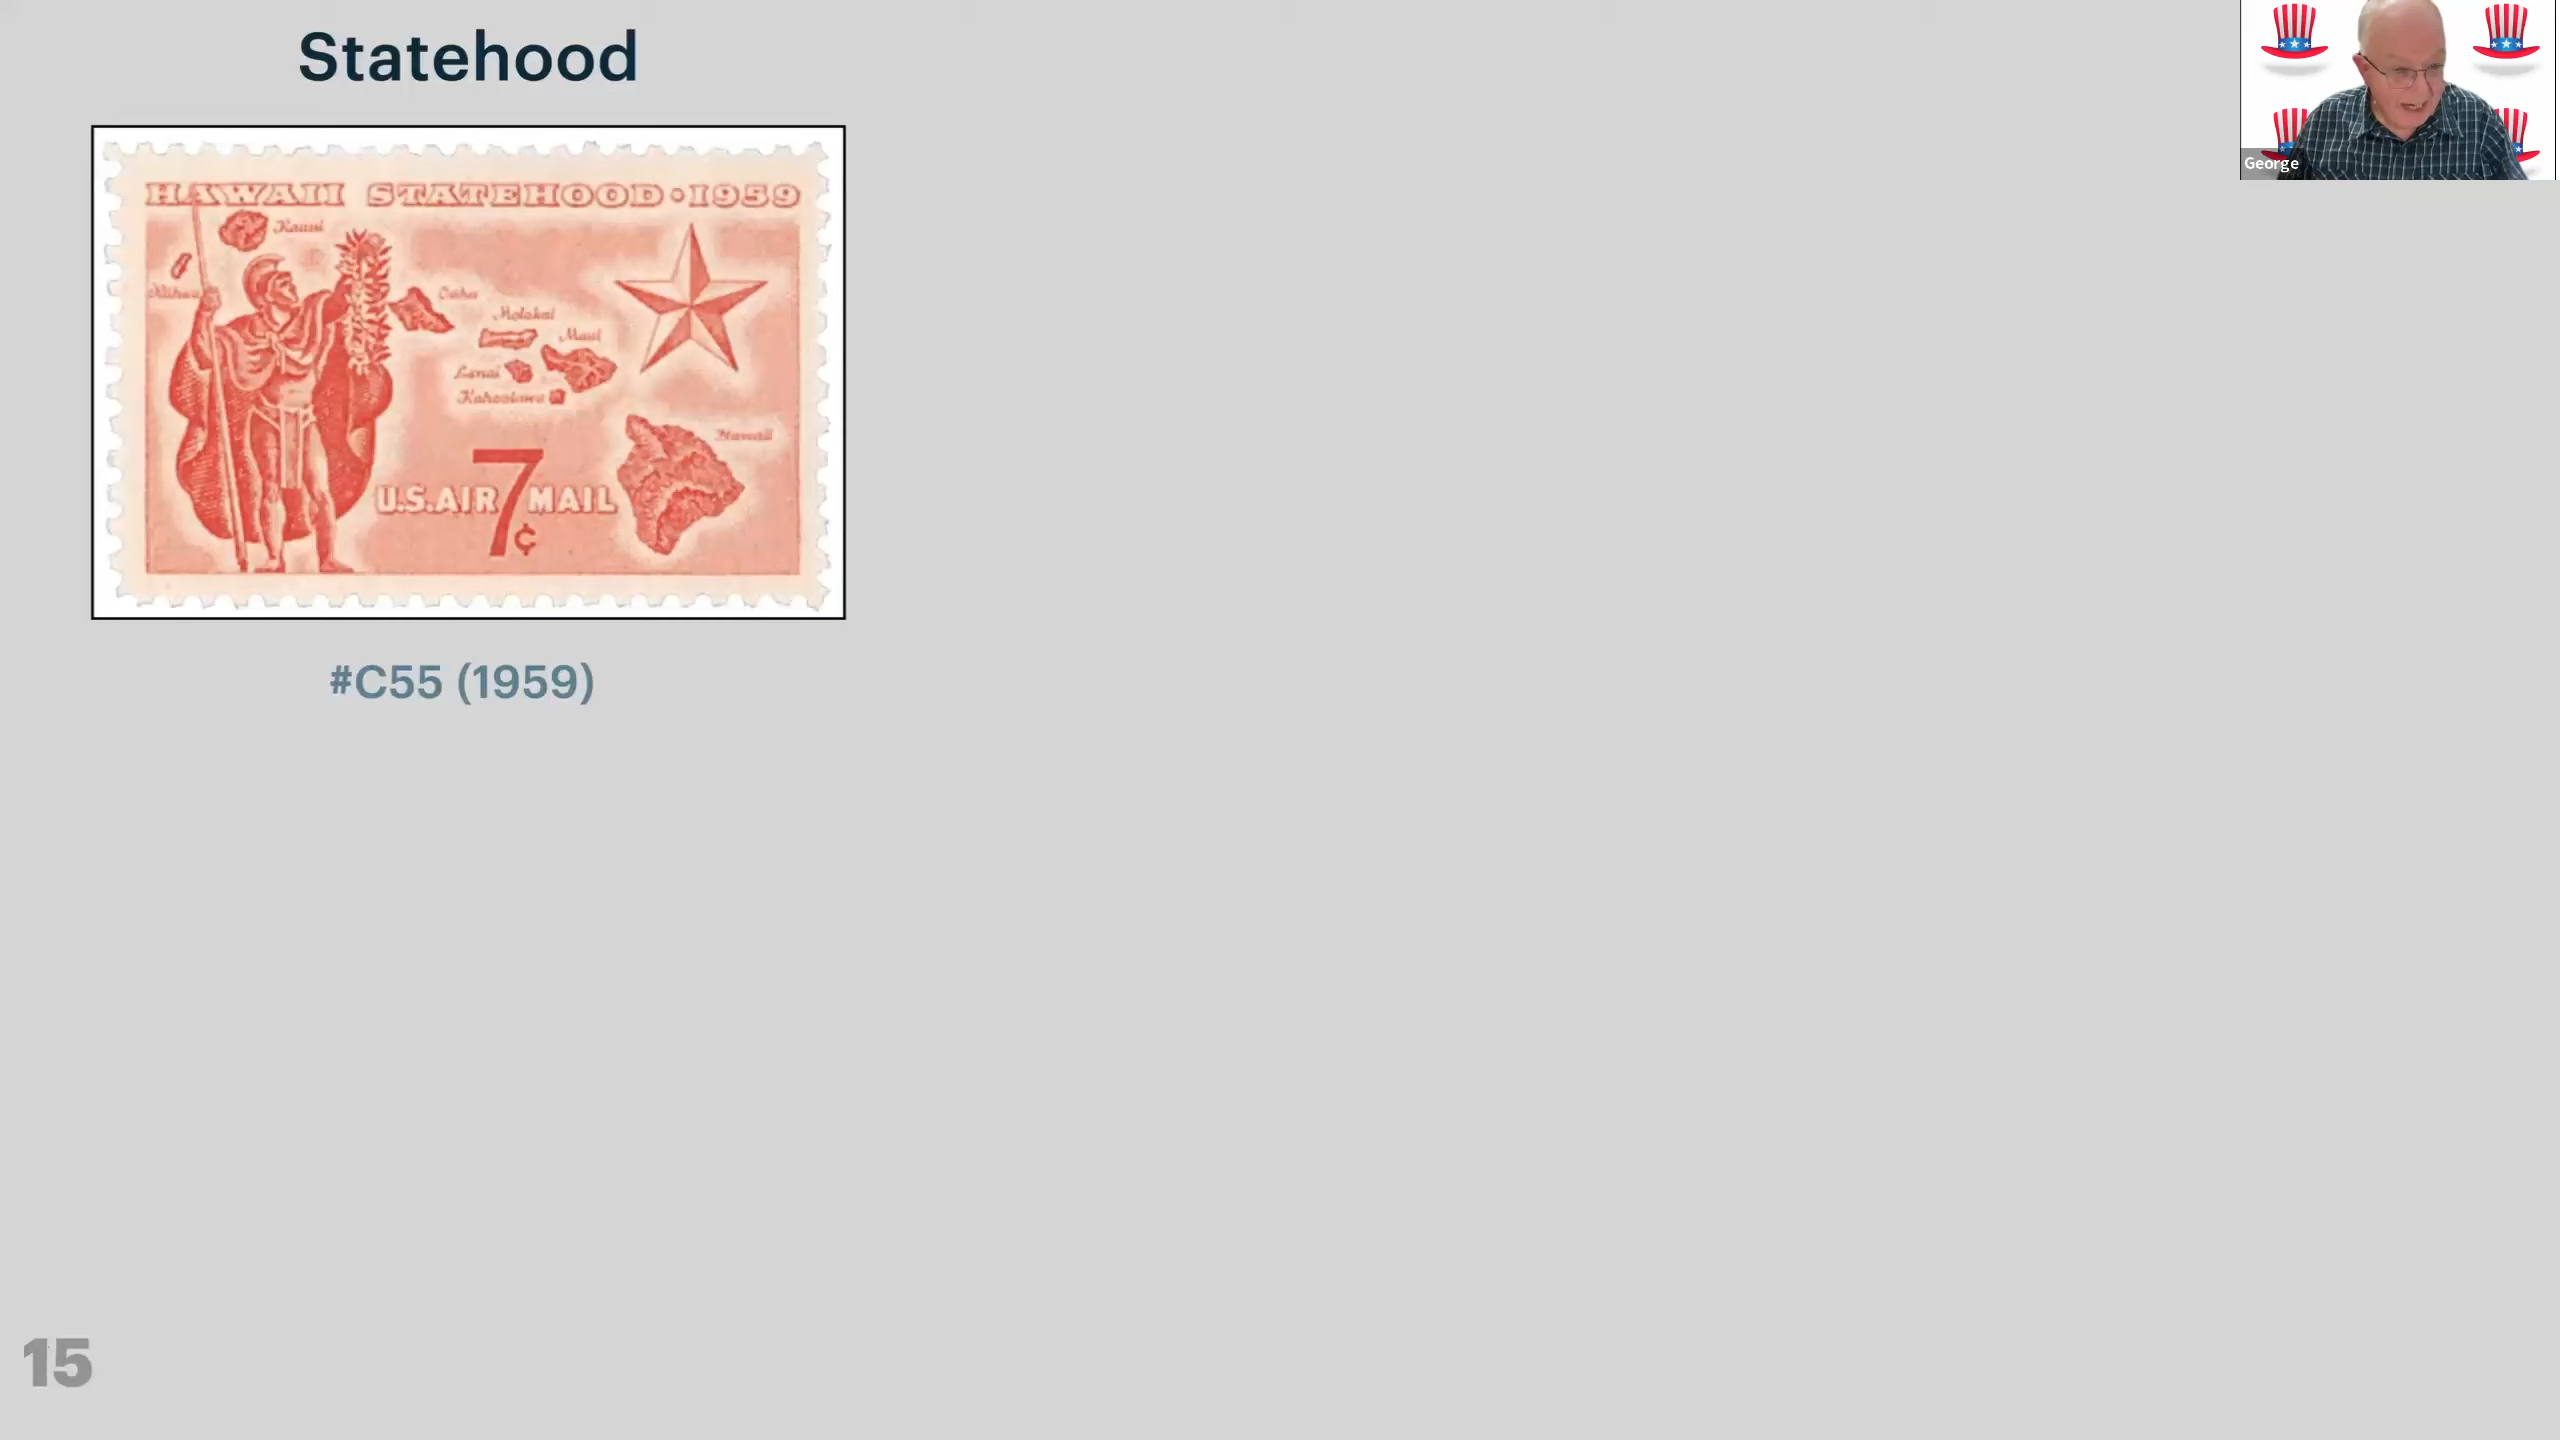 Statehood
HAWAII STATEHOOD•1959
Kauai
Niihau
Oahu
Molokai
Maui
Lanai
Kahoolawe
Hawaii
U.S.AIR MAIL
7¢
#C55 (1959)
George
15